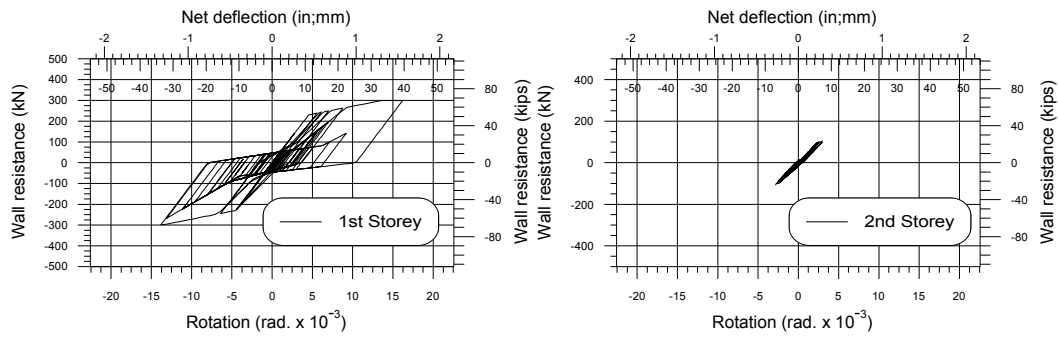 Net deflection (in;mm)
-2 -1 0 1 2
500
400
300
200
100
0
-100
-200
-300
-400
-500
-50 -40 -30 -20 -10 0 10 20 30 40 50
80
40
0
-40
-80
Wall resistance (kN)
Wall resistance (kips)
1st Storey
-20 -15 -10 -5 0 5 10 15 20
Rotation (rad. x 10⁻³)
Net deflection (in;mm)
-2 -1 0 1 2
400
200
0
-200
-400
-50 -40 -30 -20 -10 0 10 20 30 40 50
80
40
0
-40
-80
Wall resistance (kN)
Wall resistance (kips)
2nd Storey
-20 -15 -10 -5 0 5 10 15 20
Rotation (rad. x 10⁻³)